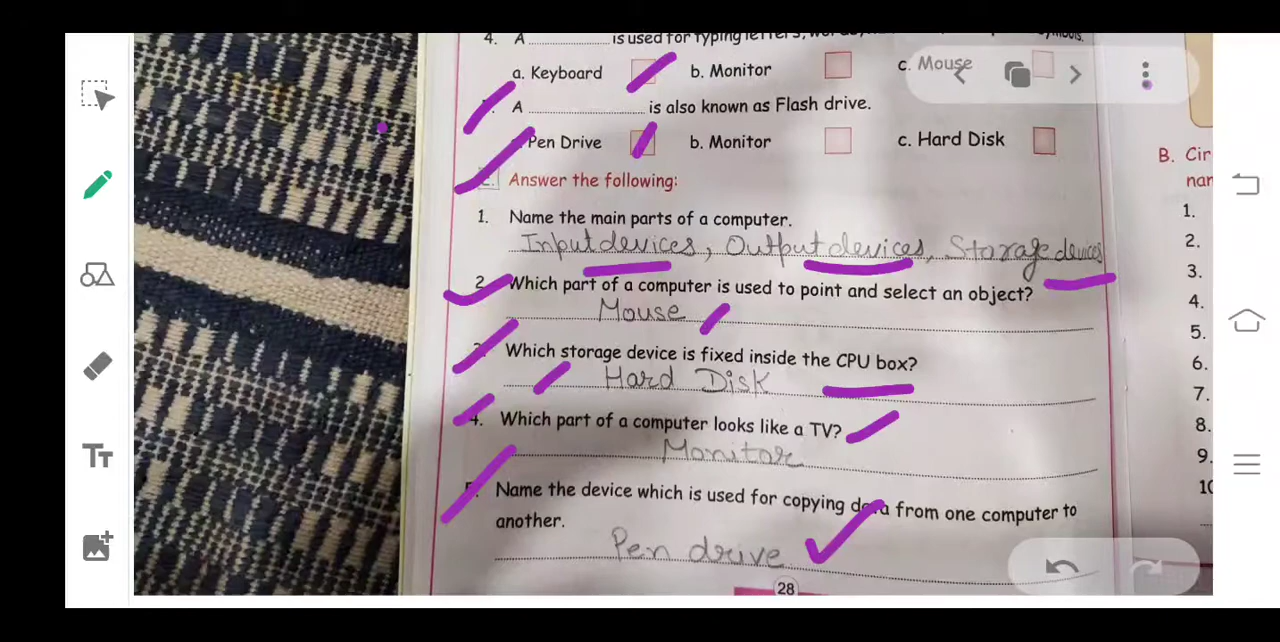 4. A ............ is used for typing letters,
a. Keyboard b. Monitor c. Mouse
A ............ is also known as Flash drive.
Pen Drive b. Monitor c. Hard Disk
Answer the following:
1. Name the main parts of a computer.
Input devices, Output devices, Storage devices
2. Which part of a computer is used to point and select an object?
Mouse
Which storage device is fixed inside the CPU box?
Hard Disk
4. Which part of a computer looks like a TV?
Monitor
5. Name the device which is used for copying data from one computer to
another.
Pen drive
28
B. Cir
nar
1.
2.
3.
4.
5.
6.
7.
8.
9.
10
TT